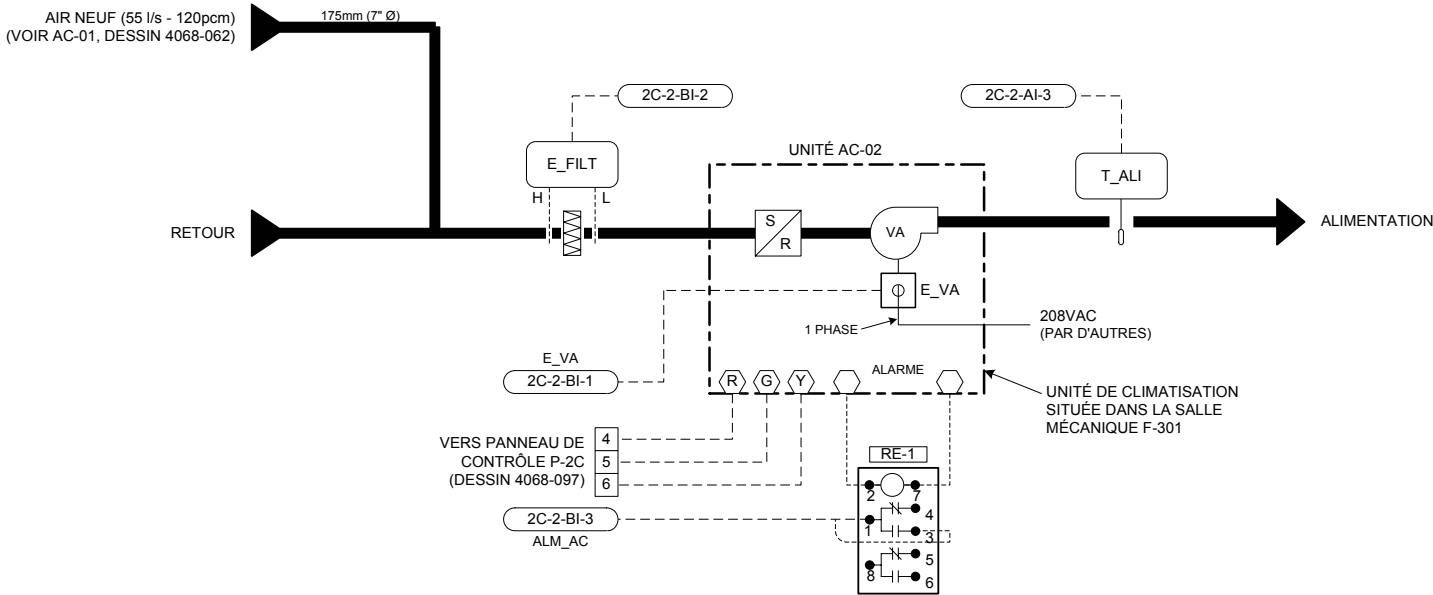 AIR NEUF (55 l/s - 120pcm)
(VOIR AC-01, DESSIN 4068-062)
175mm (7" Ø)
2C-2-BI-2
2C-2-AI-3
UNITÉ AC-02
E_FILT
T_ALI
H
L
RETOUR
S
R
VA
ALIMENTATION
E_VA
1 PHASE
208VAC
(PAR D'AUTRES)
E_VA
2C-2-BI-1
R
G
Y
ALARME
UNITÉ DE CLIMATISATION
SITUÉE DANS LA SALLE
MÉCANIQUE F-301
VERS PANNEAU DE
CONTRÔLE P-2C
(DESSIN 4068-097)
4
5
6
RE-1
2
7
4
1
3
5
8
6
2C-2-BI-3
ALM_AC